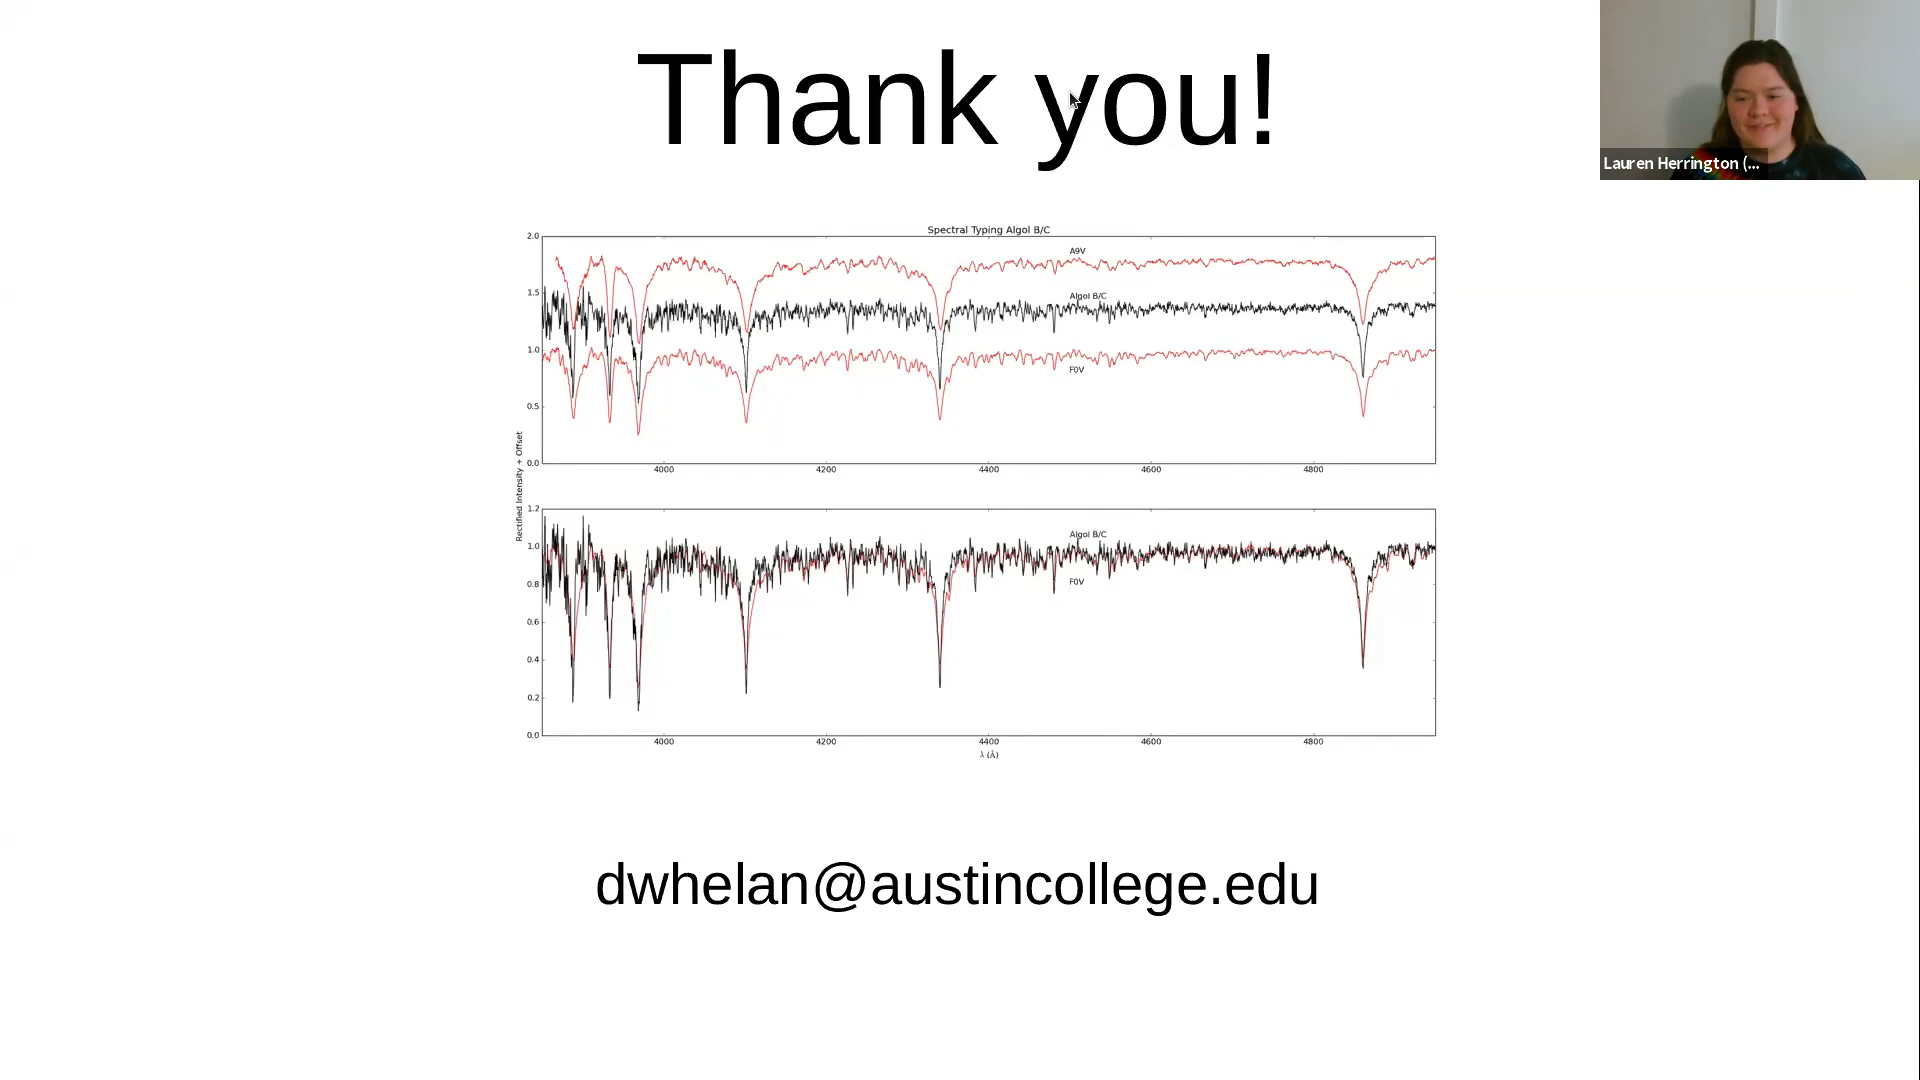 Thank you!
Lauren Herrington (...
Spectral Typing Algol B/C
2.0
A9V
1.5
Algol B/C
1.0
F0V
0.5
0.0
4000 4200 4400 4600 4800
Rectified Intensity + Offset
1.2
Algol B/C
1.0
0.8
F0V
0.6
0.4
0.2
0.0
4000 4200 4400 4600 4800
λ (Å)
dwhelan@austincollege.edu